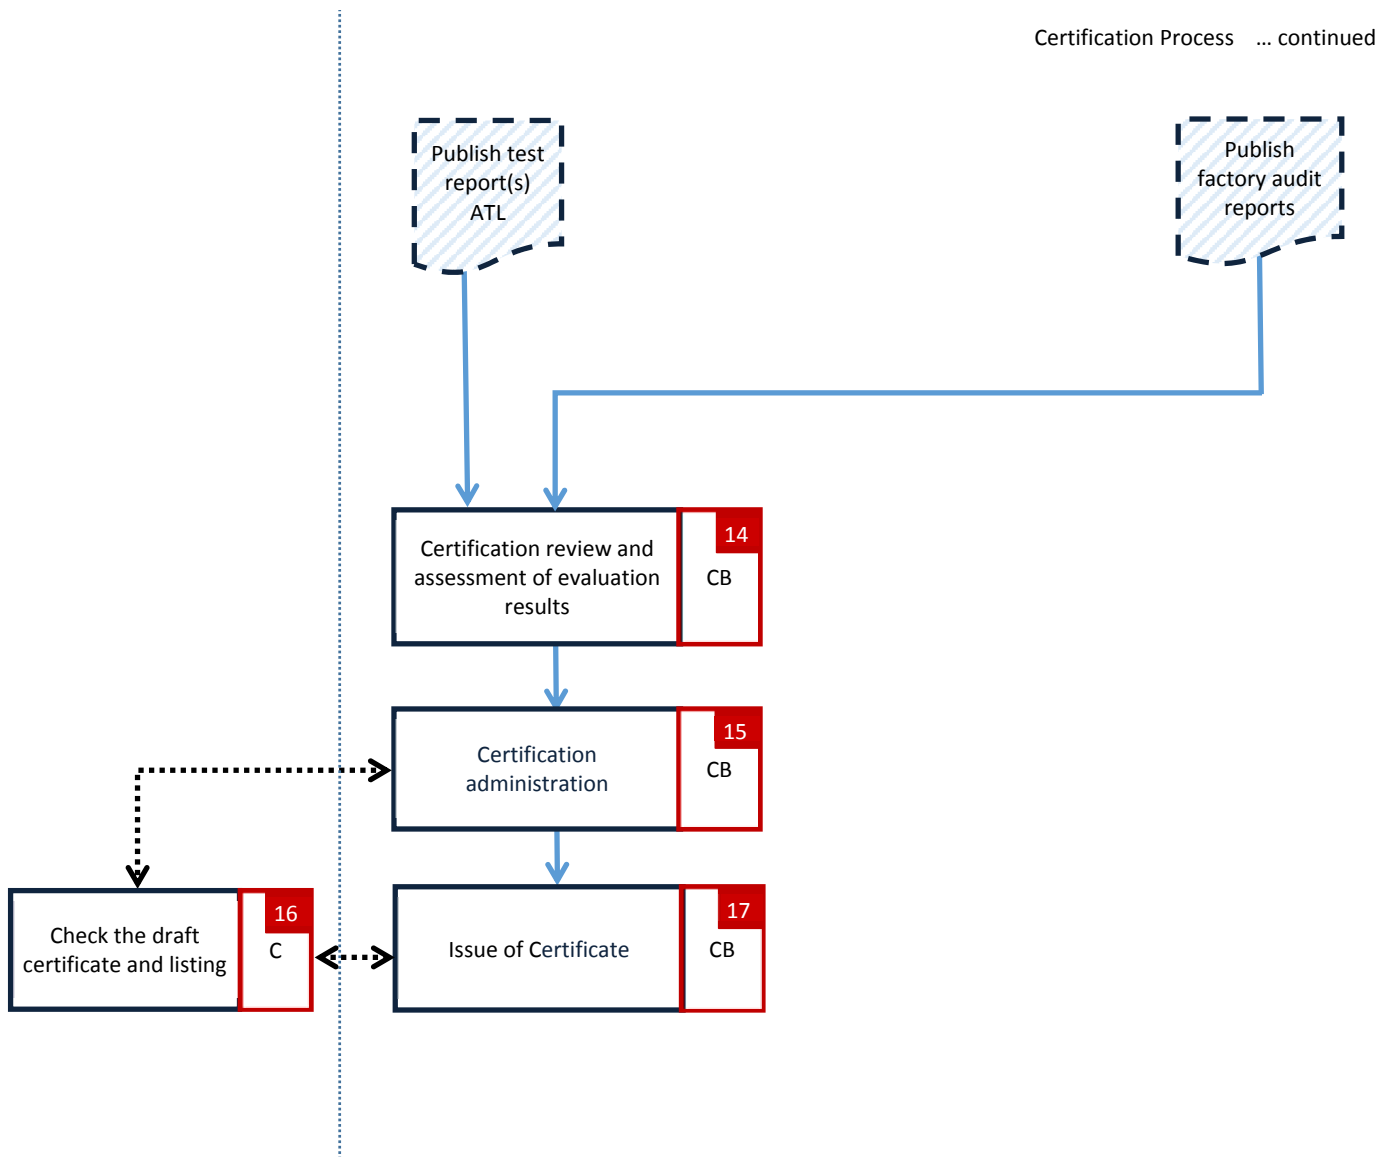 Certification Process ... continued
Publish test
report(s)
ATL
Publish
factory audit
reports
Certification review and
assessment of evaluation
results
14
CB
Certification
administration
15
CB
Check the draft
certificate and listing
16
C
Issue of Certificate
17
CB